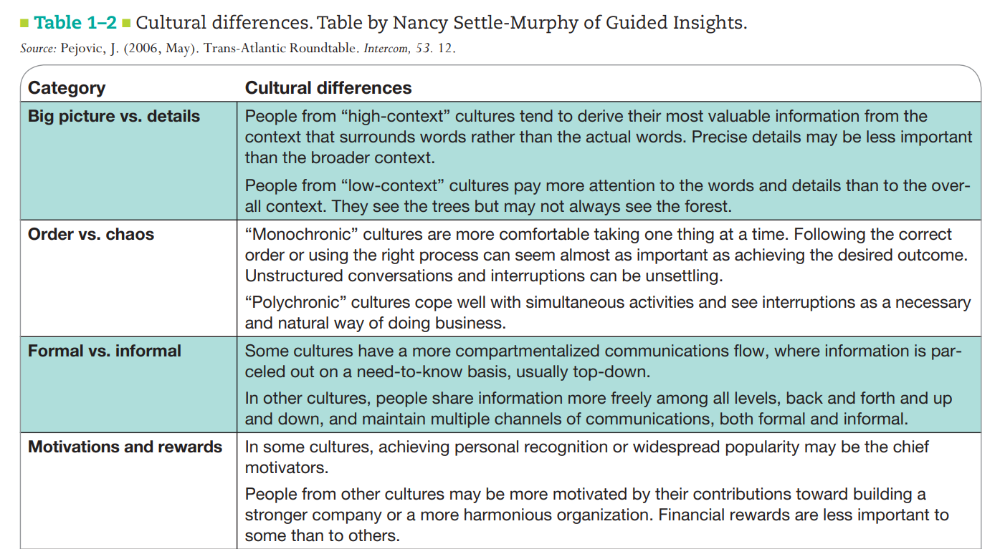 Table 1–2 Cultural differences. Table by Nancy Settle-Murphy of Guided Insights.
Source: Pejovic, J. (2006, May). Trans-Atlantic Roundtable. Intercom, 53. 12.
Category Cultural differences
Big picture vs. details People from “high-context” cultures tend to derive their most valuable information from the
context that surrounds words rather than the actual words. Precise details may be less important
than the broader context.
People from “low-context” cultures pay more attention to the words and details than to the over-
all context. They see the trees but may not always see the forest.
Order vs. chaos “Monochronic” cultures are more comfortable taking one thing at a time. Following the correct
order or using the right process can seem almost as important as achieving the desired outcome.
Unstructured conversations and interruptions can be unsettling.
“Polychronic” cultures cope well with simultaneous activities and see interruptions as a necessary
and natural way of doing business.
Formal vs. informal Some cultures have a more compartmentalized communications flow, where information is par-
celed out on a need-to-know basis, usually top-down.
In other cultures, people share information more freely among all levels, back and forth and up
and down, and maintain multiple channels of communications, both formal and informal.
Motivations and rewards In some cultures, achieving personal recognition or widespread popularity may be the chief
motivators.
People from other cultures may be more motivated by their contributions toward building a
stronger company or a more harmonious organization. Financial rewards are less important to
some than to others.